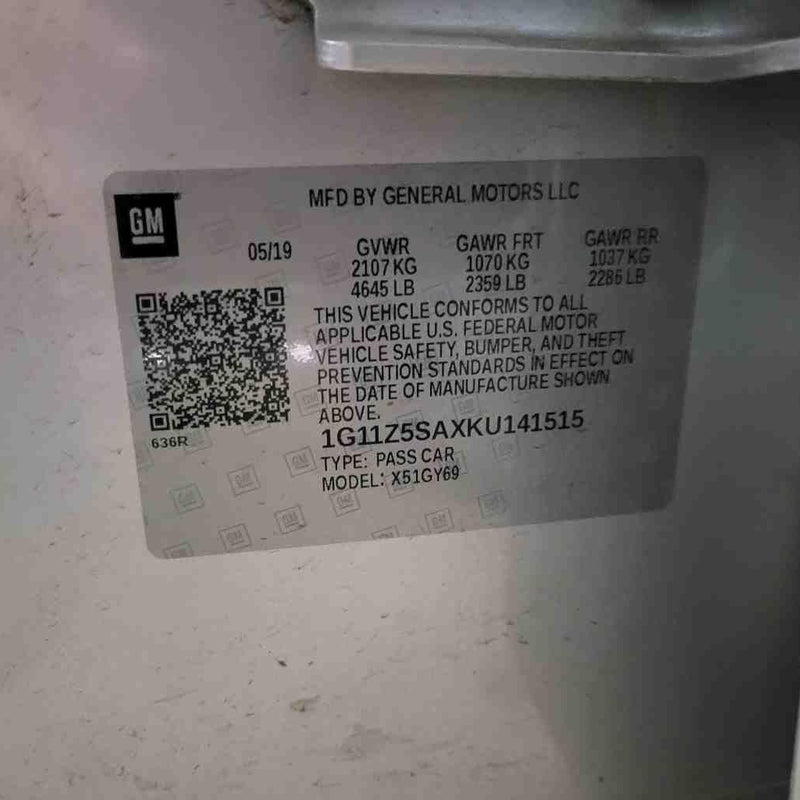 GM
MFD BY GENERAL MOTORS LLC
05/19
GVWR
2107 KG
4645 LB
GAWR FRT
1070 KG
2359 LB
GAWR RR
1037 KG
2286 LB
THIS VEHICLE CONFORMS TO ALL
APPLICABLE U.S. FEDERAL MOTOR
VEHICLE SAFETY, BUMPER, AND THEFT
PREVENTION STANDARDS IN EFFECT ON
THE DATE OF MANUFACTURE SHOWN
ABOVE.
636R
1G11Z5SAXKU141515
TYPE: PASS CAR
MODEL: X51GY69